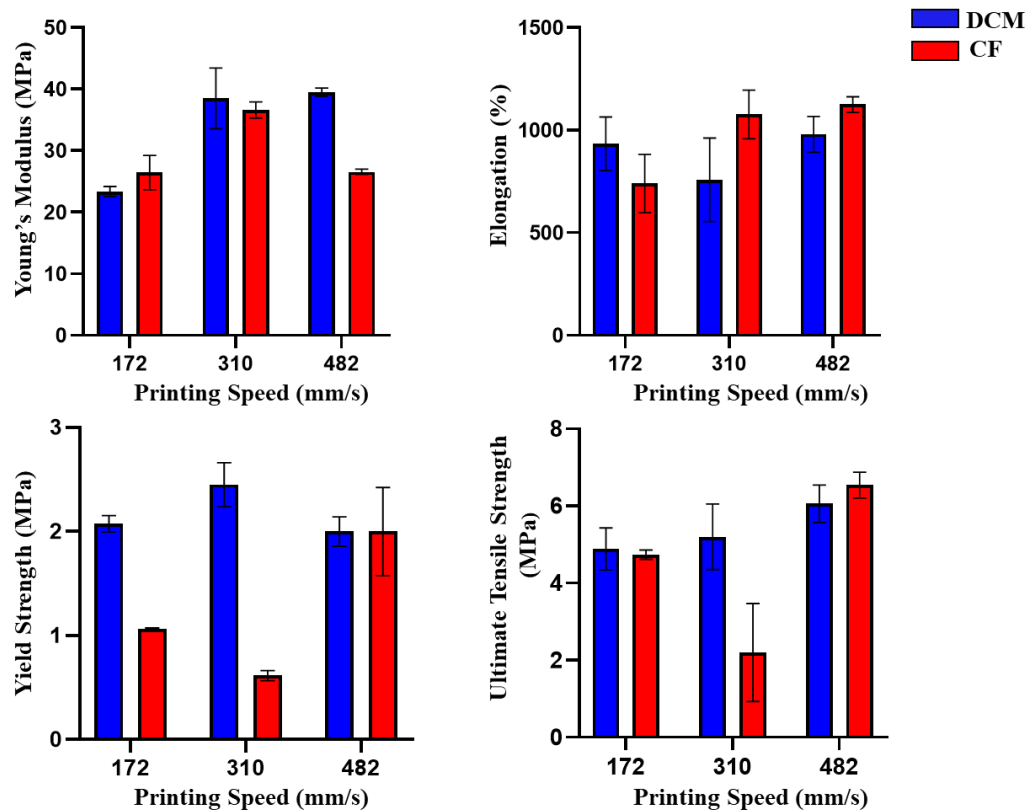 DCM
CF
Young's Modulus (MPa)
50
40
30
20
10
0
172 310 482
Printing Speed (mm/s)
Elongation (%)
1500
1000
500
0
172 310 482
Printing Speed (mm/s)
Yield Strength (MPa)
3
2
1
0
172 310 482
Printing Speed (mm/s)
Ultimate Tensile Strength
(MPa)
8
6
4
2
0
172 310 482
Printing Speed (mm/s)